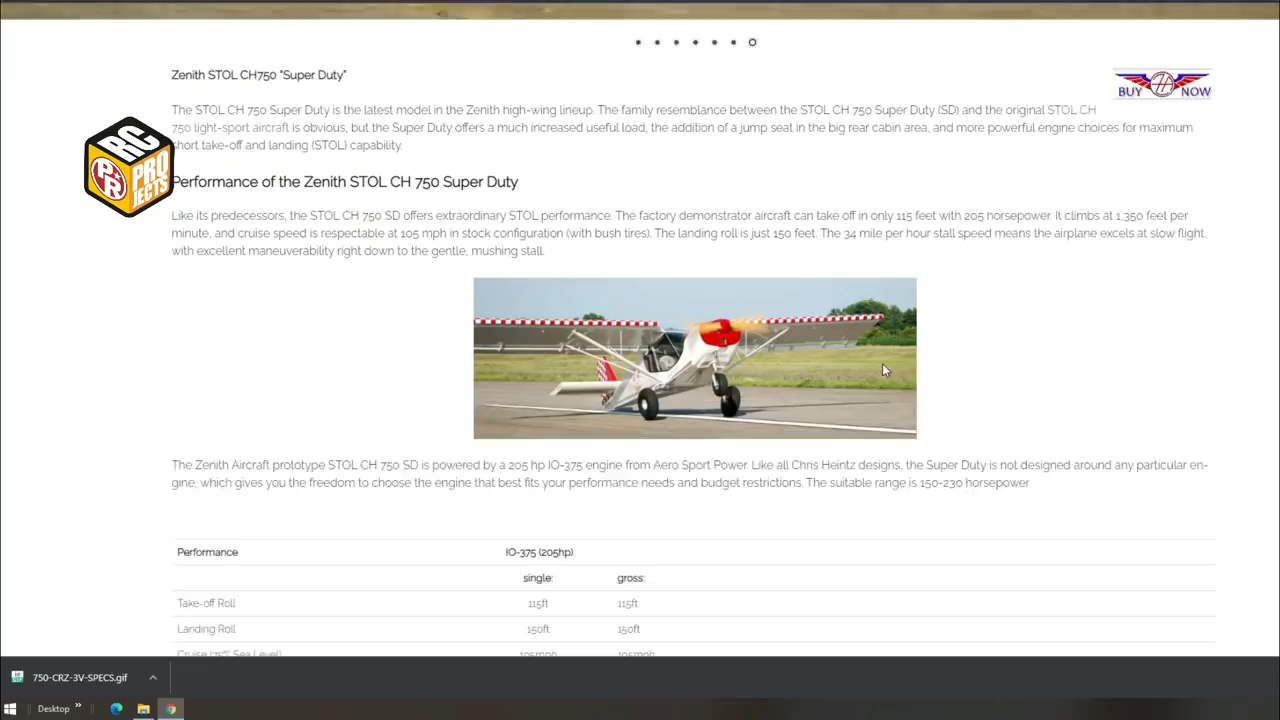 Zenith STOL CH750 "Super Duty"
BUY NOW
The STOL CH 750 Super Duty is the latest model in the Zenith high-wing lineup. The family resemblance between the STOL CH 750 Super Duty (SD) and the original STOL CH
750 light-sport aircraft is obvious, but the Super Duty offers a much increased useful load, the addition of a jump seat in the big rear cabin area, and more powerful engine choices for maximum
short take-off and landing (STOL) capability.
RC
PR
PRO
JECTS
Performance of the Zenith STOL CH 750 Super Duty
Like its predecessors, the STOL CH 750 SD offers extraordinary STOL performance. The factory demonstrator aircraft can take off in only 115 feet with 205 horsepower. It climbs at 1,350 feet per
minute, and cruise speed is respectable at 105 mph in stock configuration (with bush tires). The landing roll is just 150 feet. The 34 mile per hour stall speed means the airplane excels at slow flight,
with excellent maneuverability right down to the gentle, mushing stall.
The Zenith Aircraft prototype STOL CH 750 SD is powered by a 205 hp IO-375 engine from Aero Sport Power. Like all Chris Heintz designs, the Super Duty is not designed around any particular en-
gine, which gives you the freedom to choose the engine that best fits your performance needs and budget restrictions. The suitable range is 150-230 horsepower
Performance IO-375 (205hp)
single: gross:
Take-off Roll 115ft 115ft
Landing Roll 150ft 150ft
Cruise (75% Sea Level) 105mph 105mph
750-CRZ-3V-SPECS.gif
Desktop